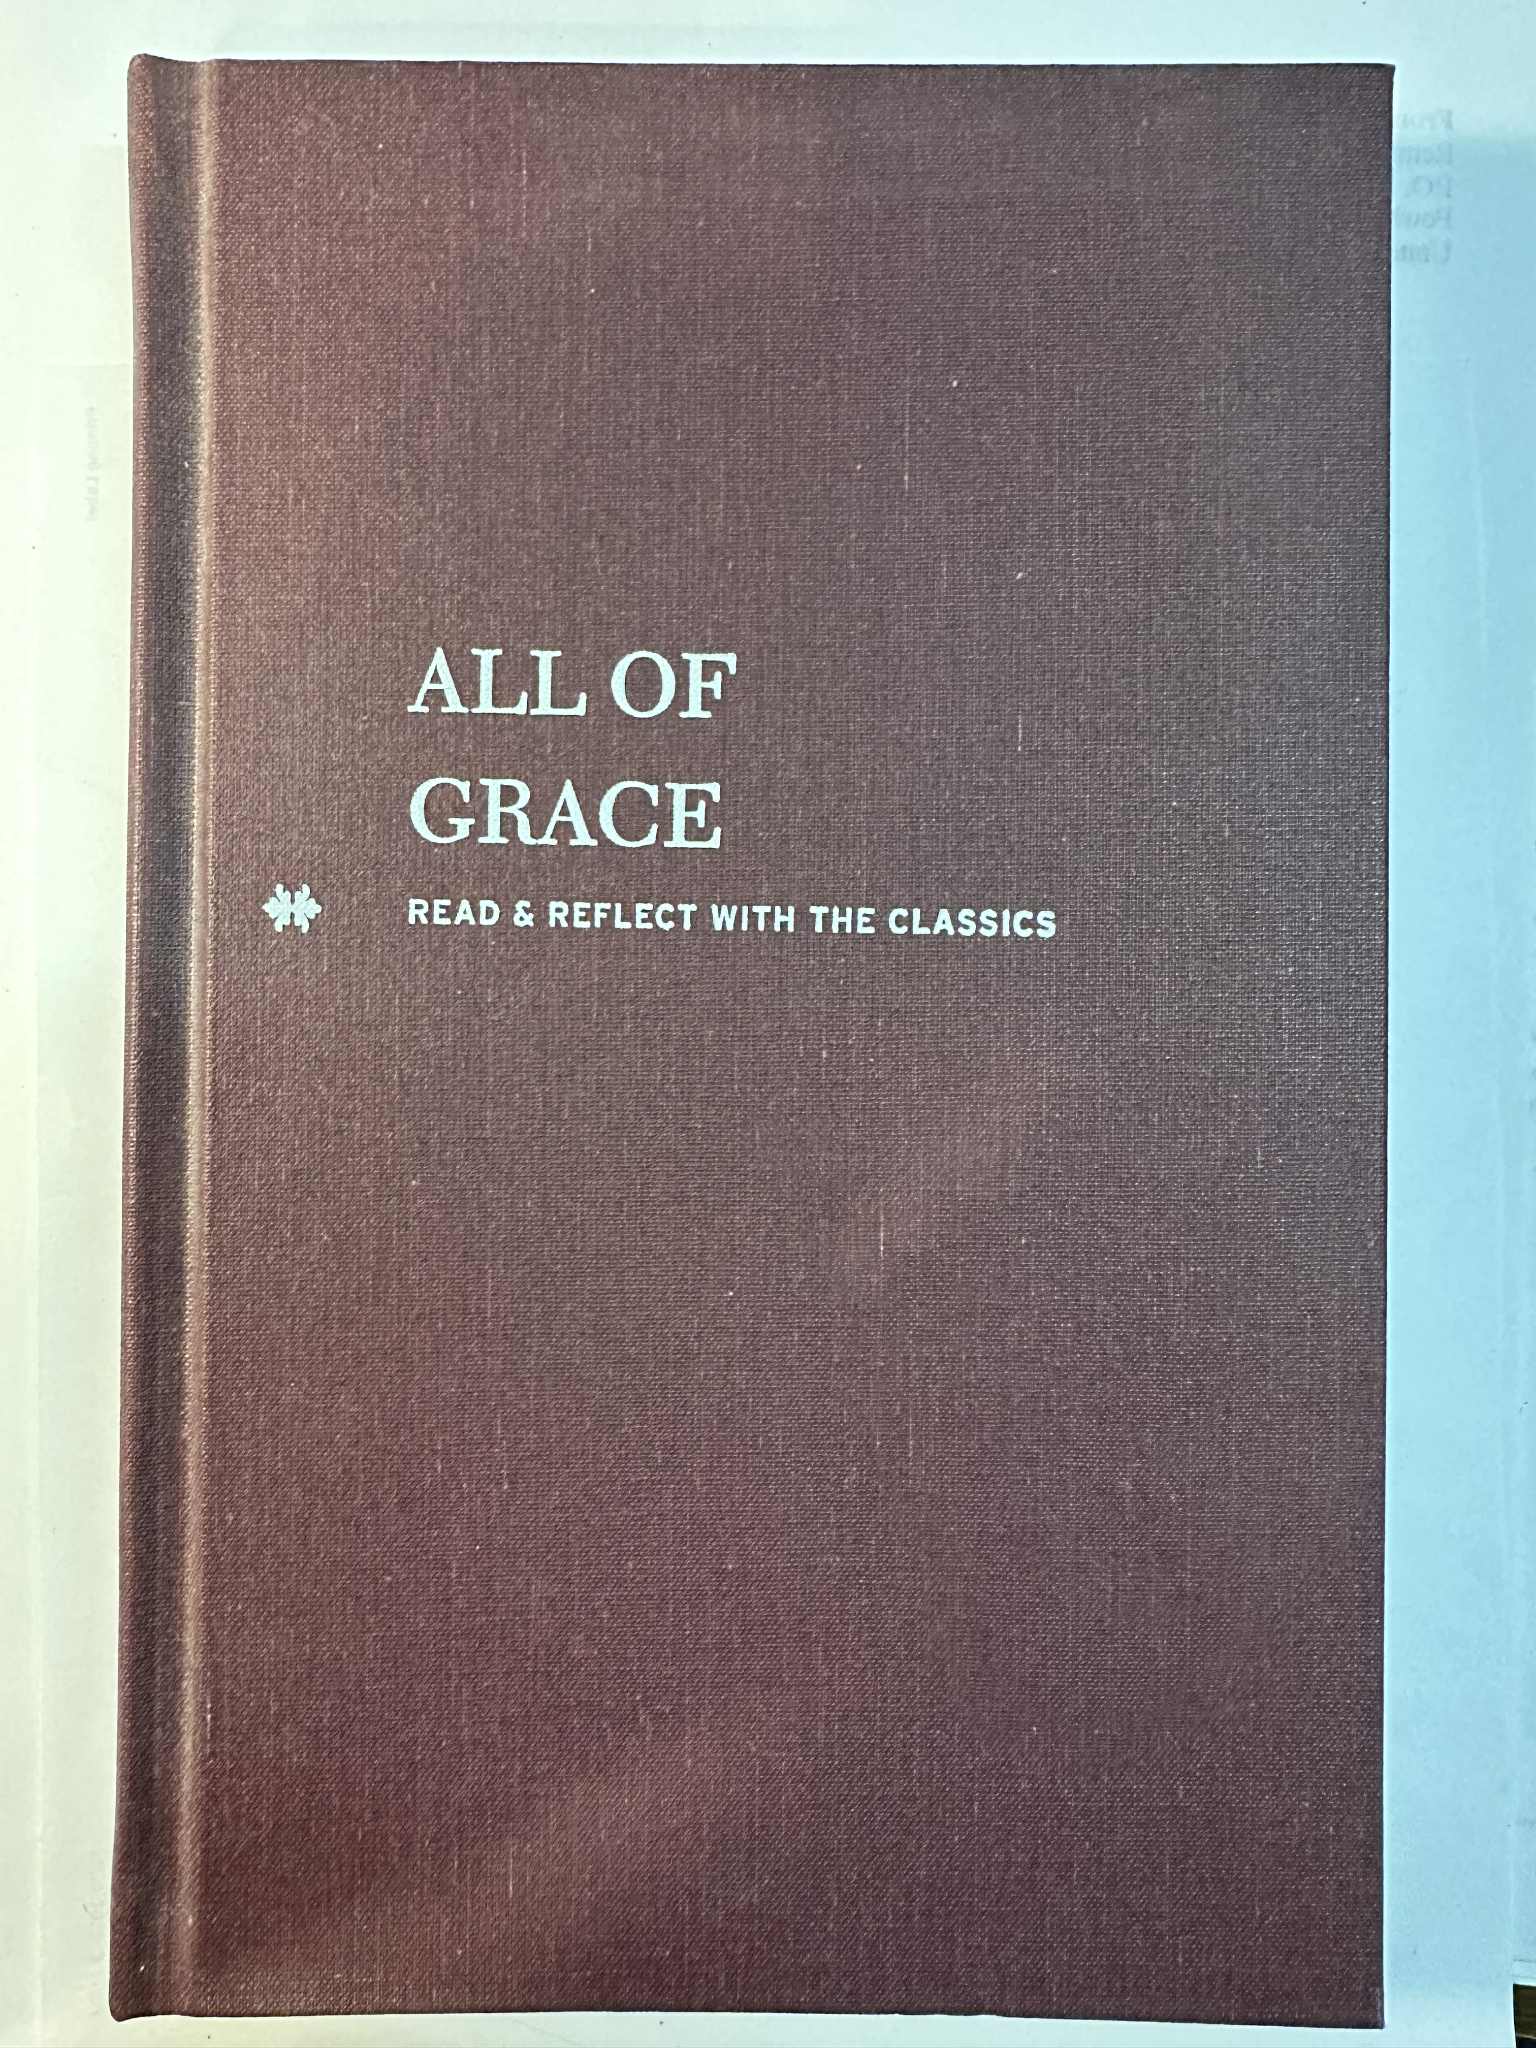 ALL OF
GRACE
READ & REFLECT WITH THE CLASSICS